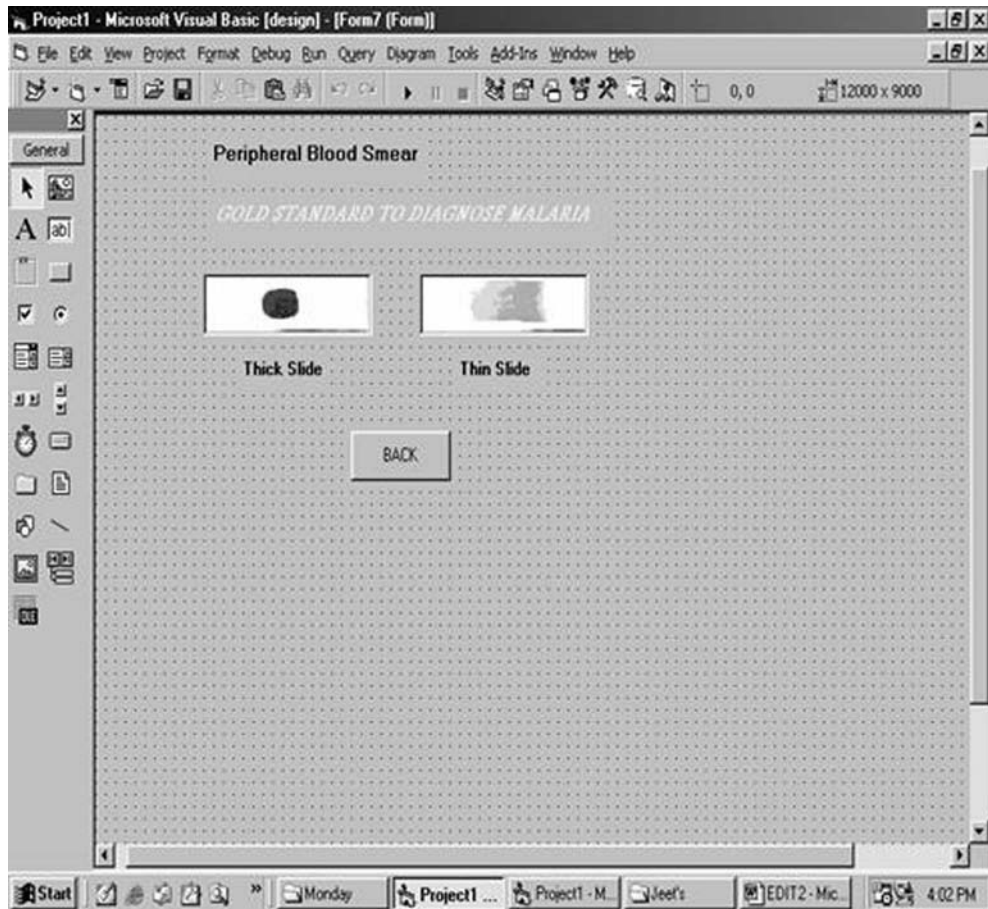 Project1 - Microsoft Visual Basic [design] - [Form7 (Form)]
File Edit View Project Format Debug Run Query Diagram Tools Add-Ins Window Help
0, 0 12000 x 9000
General
Peripheral Blood Smear
A ab|
GOLD STANDARD TO DIAGNOSE MALARIA
Thick Slide Thin Slide
BACK
OLE
Start » Monday Project1 ... Project1 - M... Jeet's EDIT2 - Mic... 4:02 PM